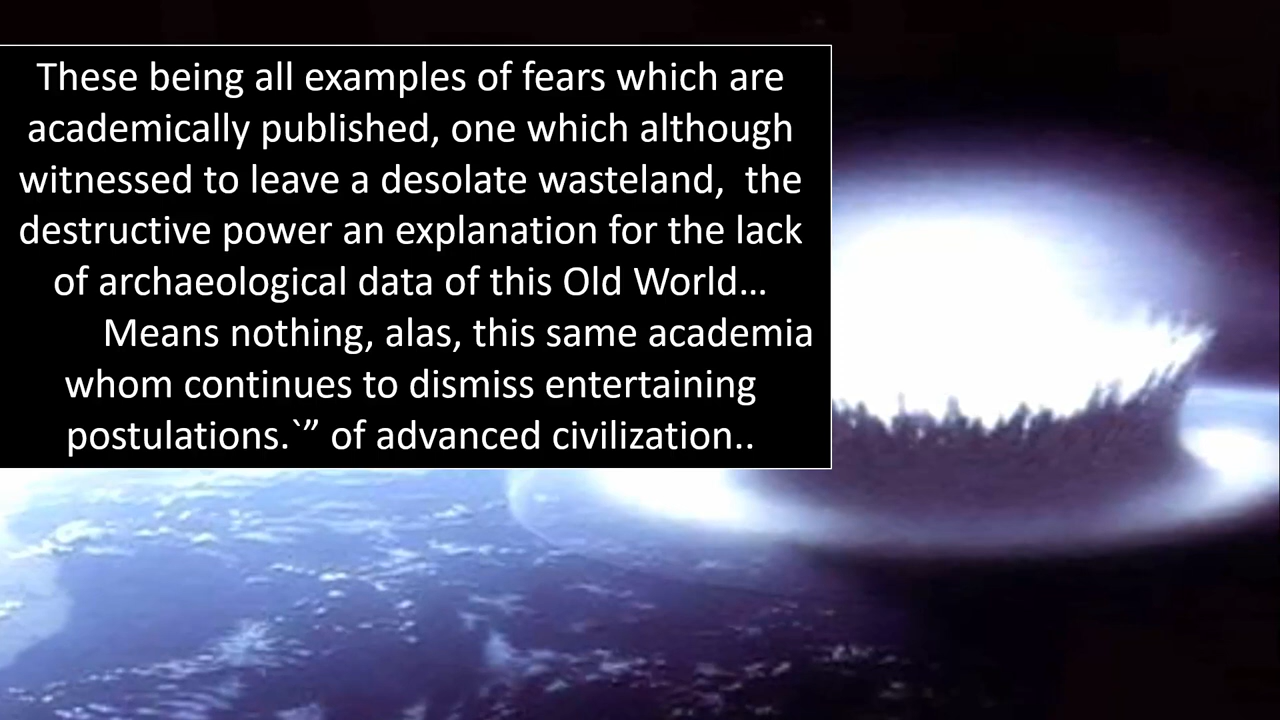 These being all examples of fears which are
academically published, one which although
witnessed to leave a desolate wasteland,  the
destructive power an explanation for the lack
of archaeological data of this Old World…
Means nothing, alas, this same academia
whom continues to dismiss entertaining
postulations.`” of advanced civilization..